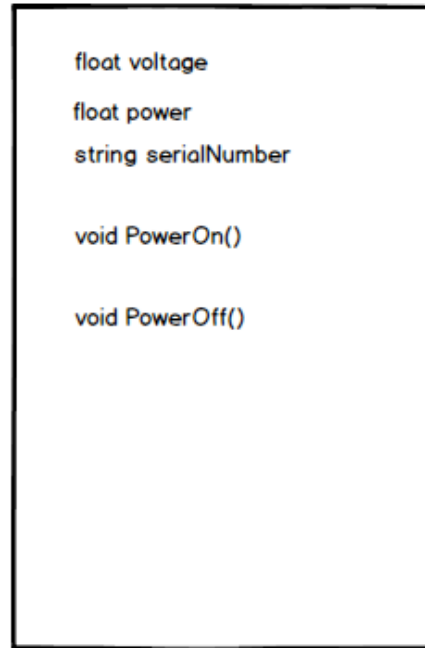 float voltage
float power
string serialNumber
void PowerOn()
void PowerOff()